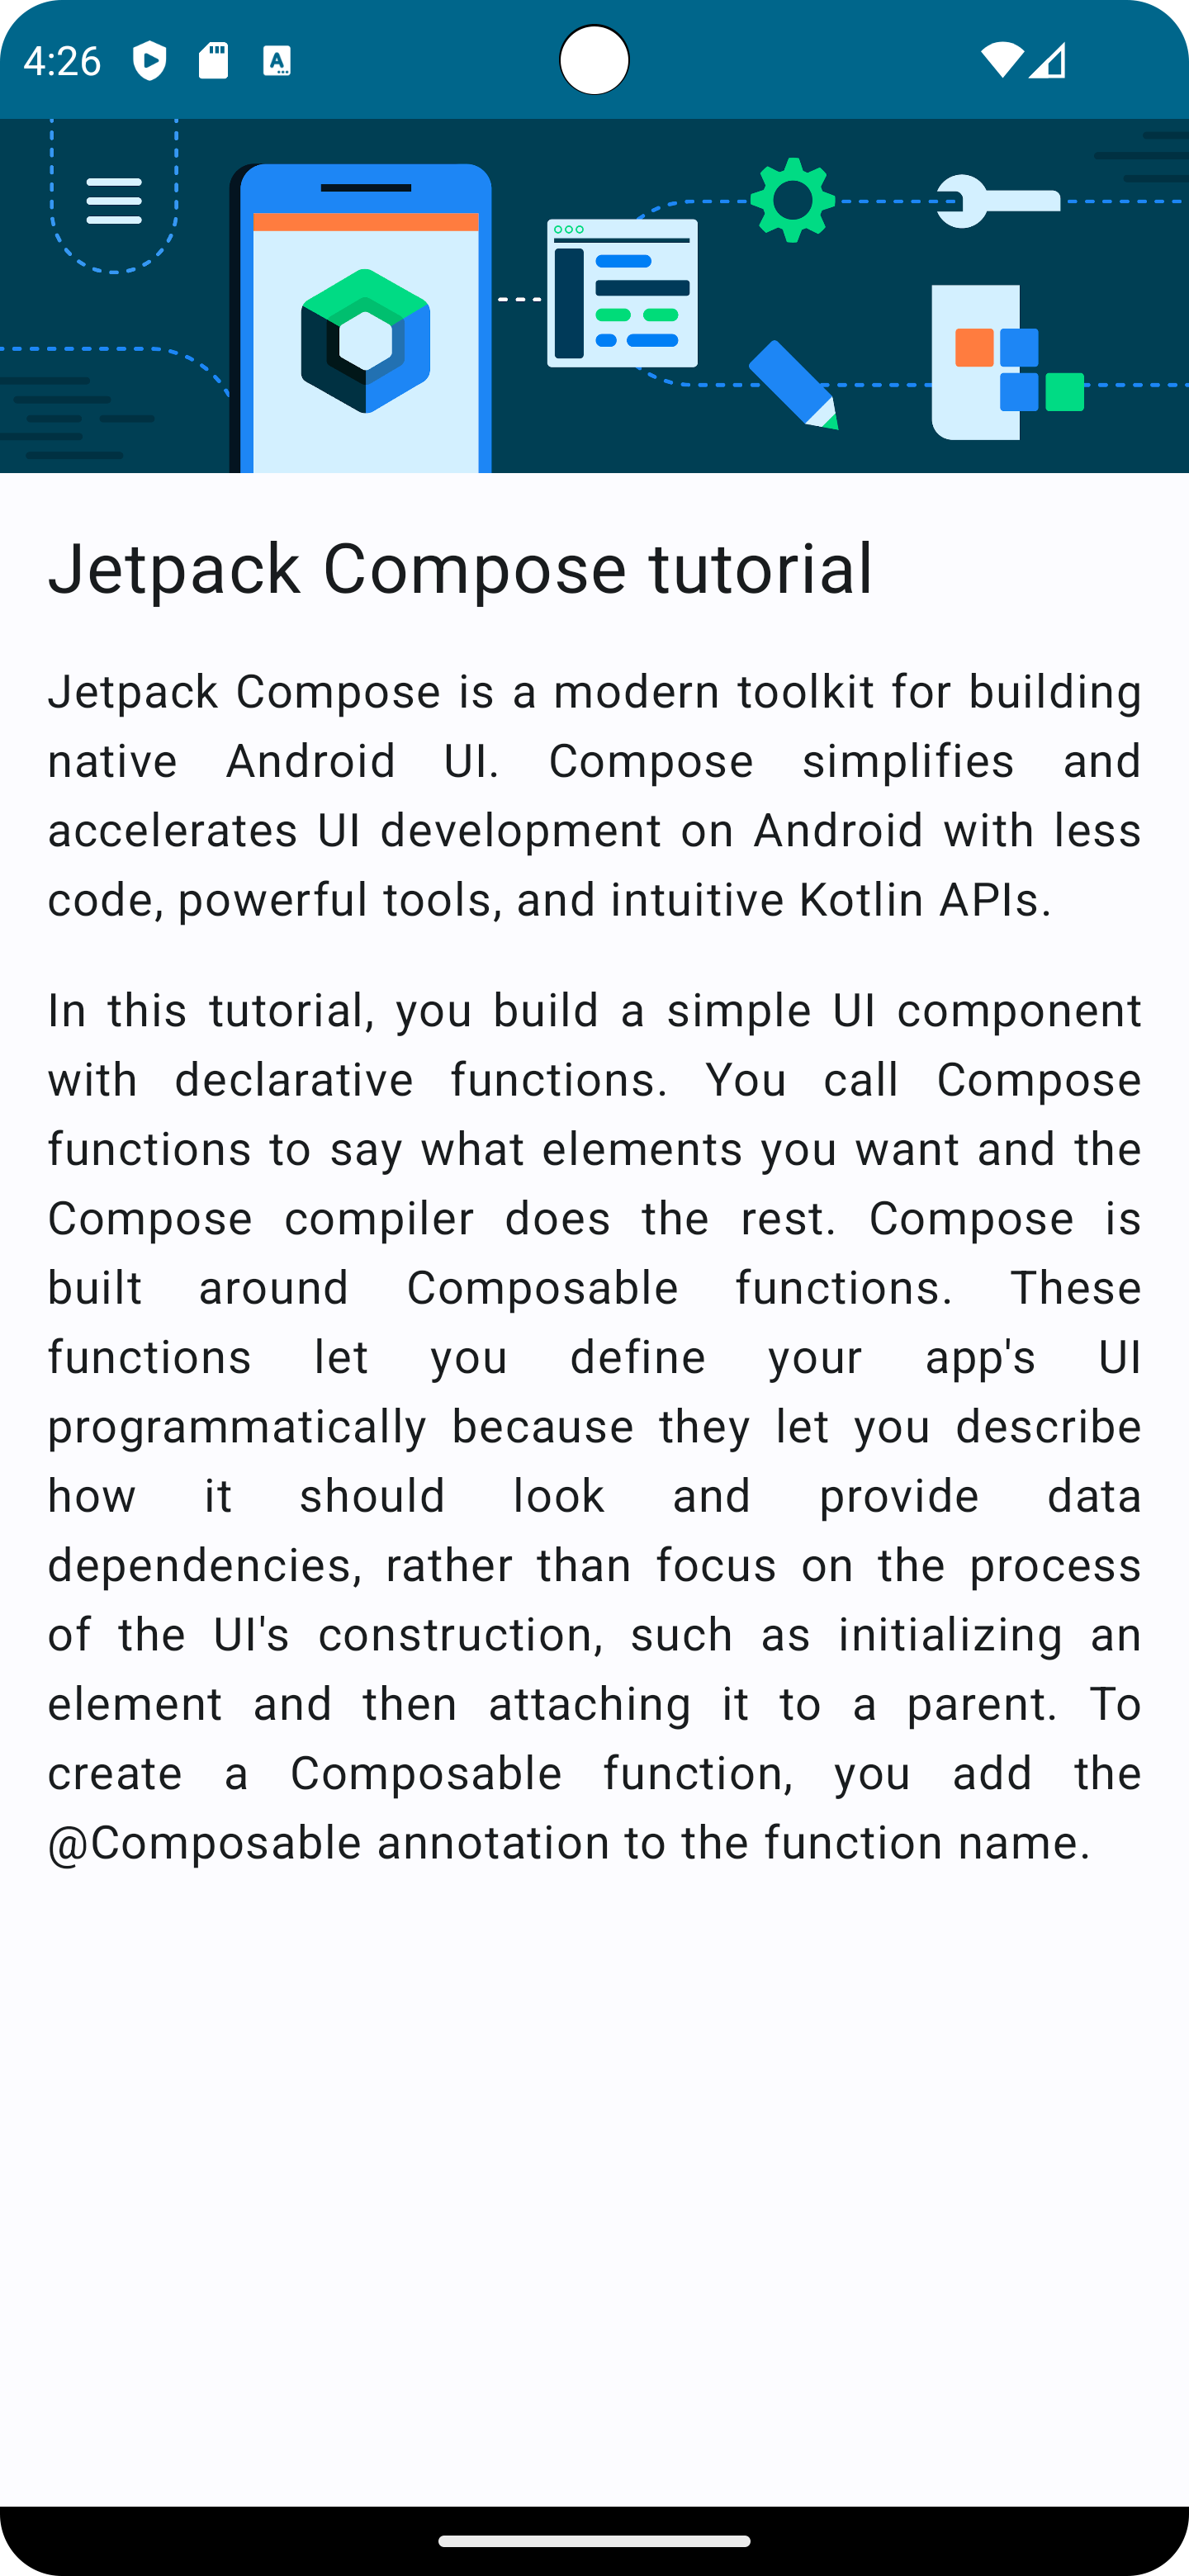 4:26
Jetpack Compose tutorial
Jetpack Compose is a modern toolkit for building
native Android UI. Compose simplifies and
accelerates UI development on Android with less
code, powerful tools, and intuitive Kotlin APIs.
In this tutorial, you build a simple UI component
with declarative functions. You call Compose
functions to say what elements you want and the
Compose compiler does the rest. Compose is
built around Composable functions. These
functions let you define your app's UI
programmatically because they let you describe
how it should look and provide data
dependencies, rather than focus on the process
of the UI's construction, such as initializing an
element and then attaching it to a parent. To
create a Composable function, you add the
@Composable annotation to the function name.